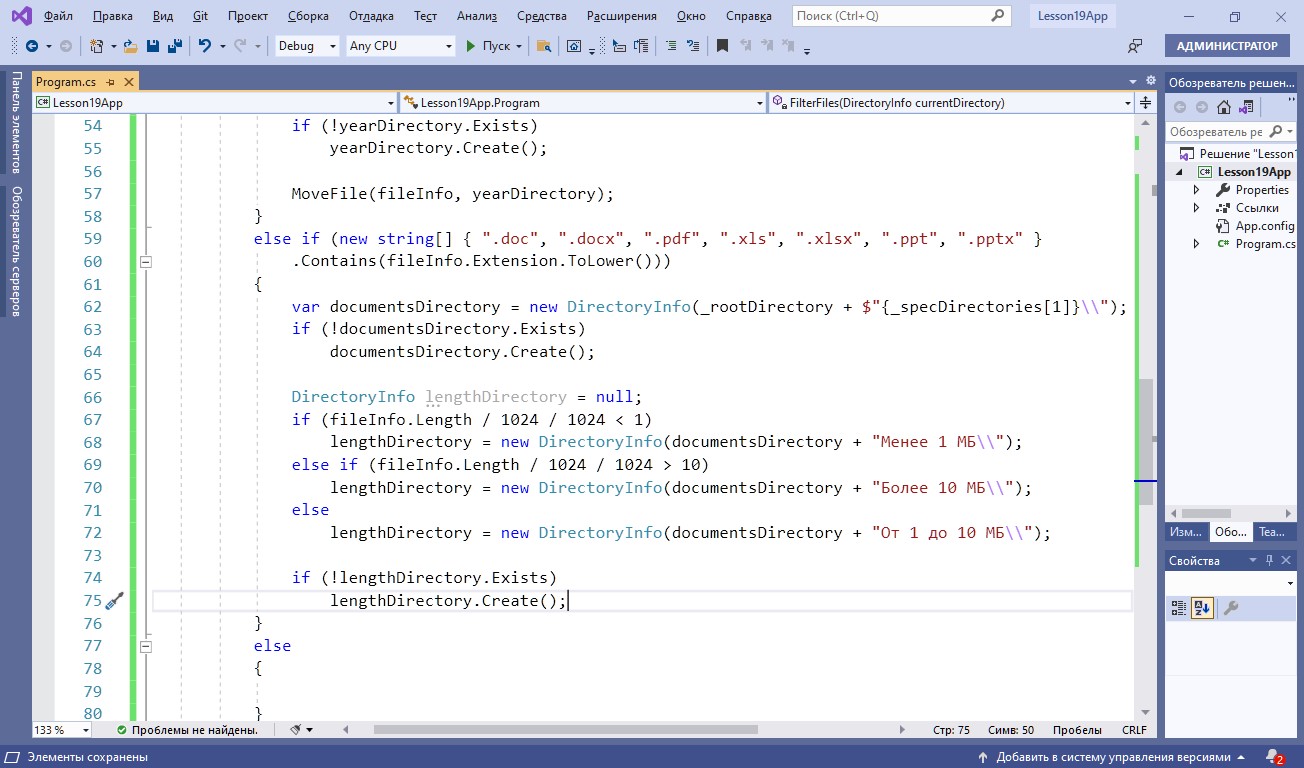 Файл Правка Вид Git Проект Сборка Отладка Тест Анализ Средства Расширения Окно Справка Поиск (Ctrl+Q) Lesson19App
Debug Any CPU Пуск АДМИНИСТРАТОР
Панель элементов
Обозреватель серверов
Program.cs
Lesson19App Lesson19App.Program FilterFiles(DirectoryInfo currentDirectory)
54 if (!yearDirectory.Exists)
55 yearDirectory.Create();
56
57 MoveFile(fileInfo, yearDirectory);
58 }
59 else if (new string[] { ".doc", ".docx", ".pdf", ".xls", ".xlsx", ".ppt", ".pptx" }
60 .Contains(fileInfo.Extension.ToLower()))
61 {
62 var documentsDirectory = new DirectoryInfo(_rootDirectory + $"{_specDirectories[1]}\\");
63 if (!documentsDirectory.Exists)
64 documentsDirectory.Create();
65
66 DirectoryInfo lengthDirectory = null;
67 if (fileInfo.Length / 1024 / 1024 < 1)
68 lengthDirectory = new DirectoryInfo(documentsDirectory + "Менее 1 МБ\\");
69 else if (fileInfo.Length / 1024 / 1024 > 10)
70 lengthDirectory = new DirectoryInfo(documentsDirectory + "Более 10 МБ\\");
71 else
72 lengthDirectory = new DirectoryInfo(documentsDirectory + "От 1 до 10 МБ\\");
73
74 if (!lengthDirectory.Exists)
75 lengthDirectory.Create();
76 }
77 else
78 {
79
80 }
133 % Проблемы не найдены. Стр: 75 Симв: 50 Пробелы CRLF
Обозреватель решен...
Обозреватель ре
Решение "Lesson1
Lesson19App
Properties
Ссылки
App.config
Program.cs
Изм... Обо... Tea...
Свойства
Элементы сохранены Добавить в систему управления версиями 2